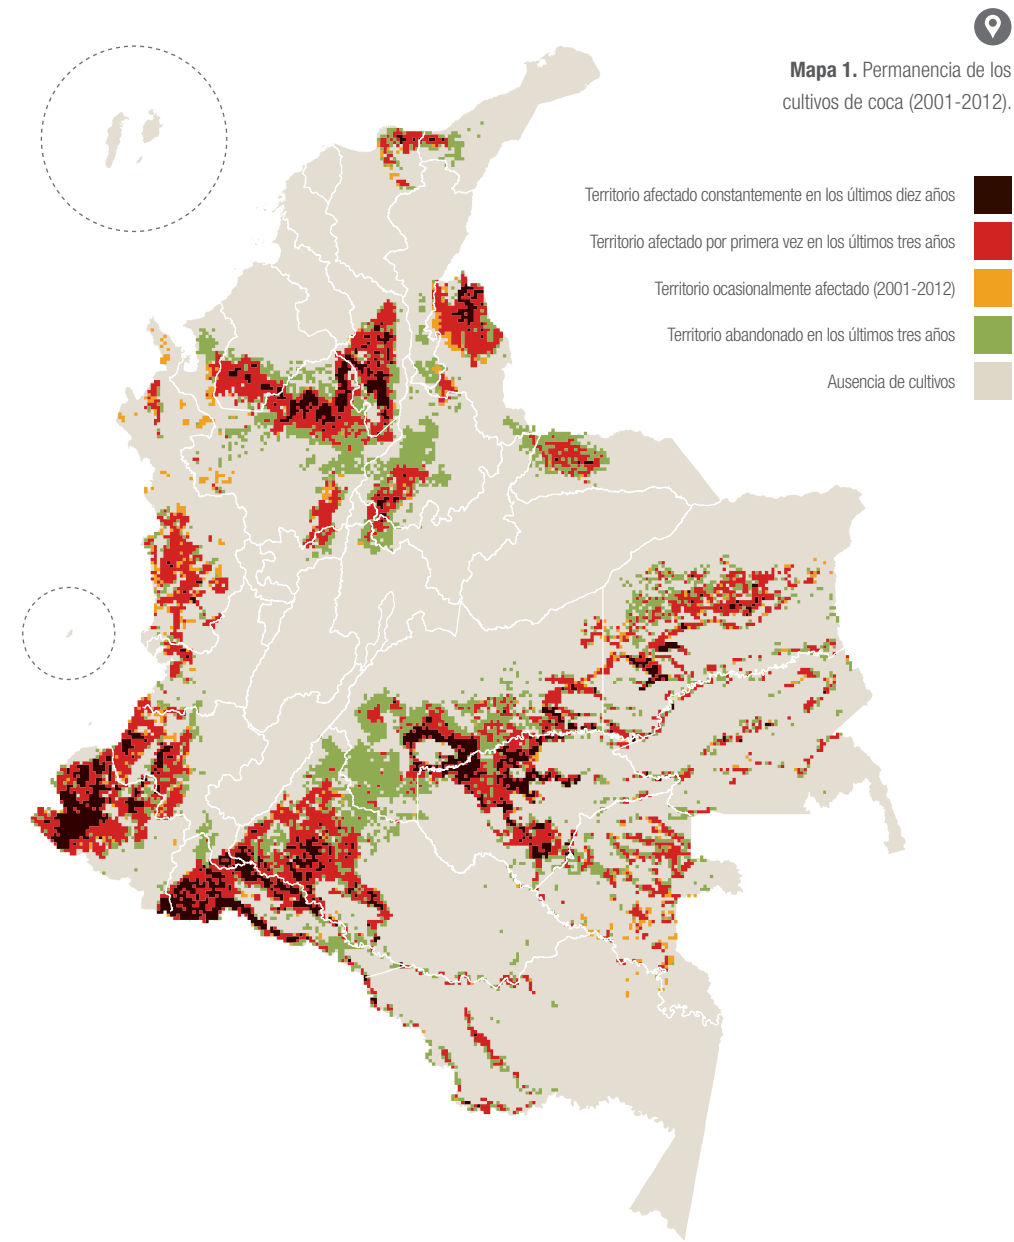 Mapa 1. Permanencia de los
cultivos de coca (2001-2012).
Territorio afectado constantemente en los últimos diez años
Territorio afectado por primera vez en los últimos tres años
Territorio ocasionalmente afectado (2001-2012)
Territorio abandonado en los últimos tres años
Ausencia de cultivos